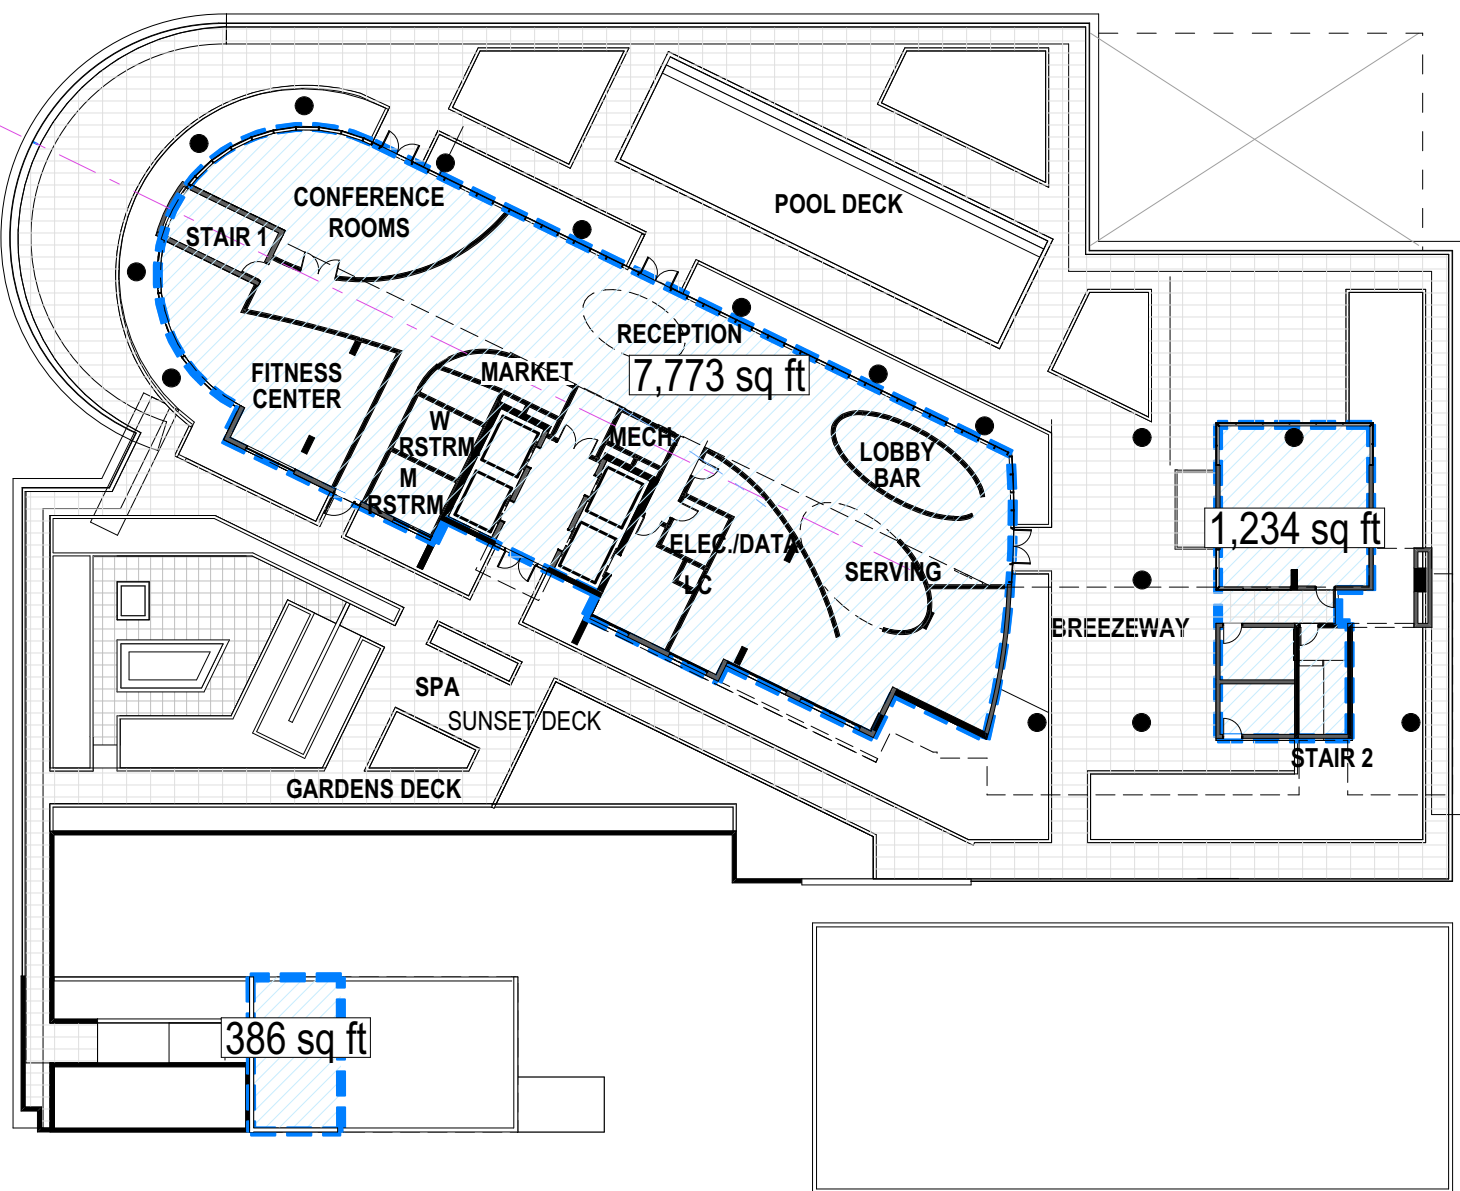 CONFERENCE
ROOMS
POOL DECK
STAIR 1
RECEPTION
7,773 sq ft
MARKET
FITNESS
CENTER
W
RSTRM
MECH
M
RSTRM
LOBBY
BAR
ELEC./DATA
LC
SERVING
1,234 sq ft
BREEZEWAY
SPA
SUNSET DECK
STAIR 2
GARDENS DECK
386 sq ft